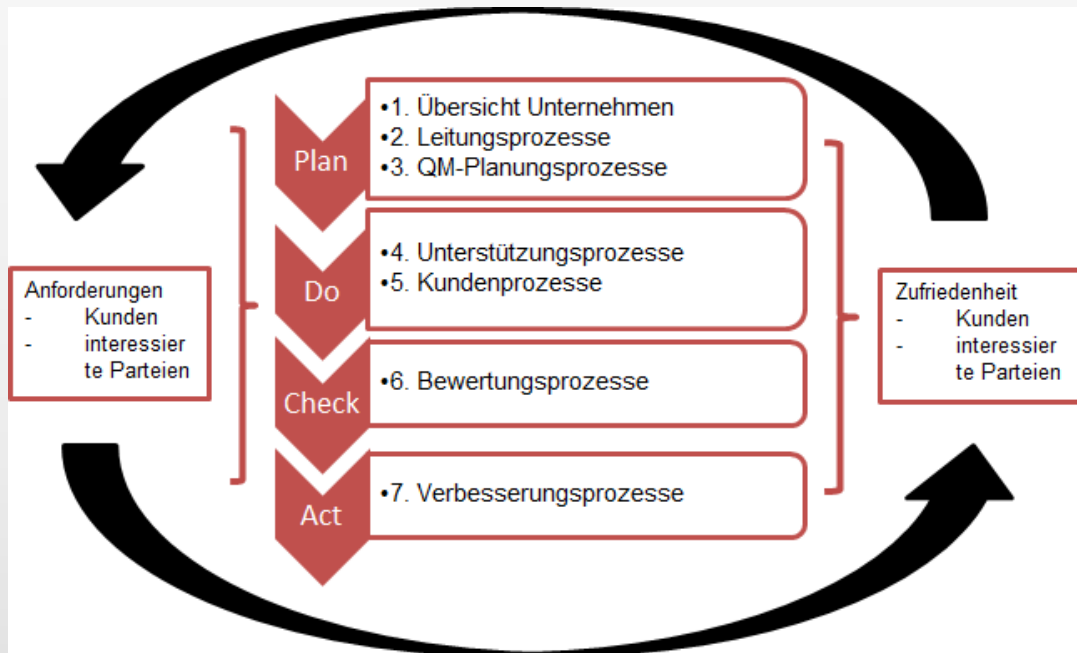 Plan
•1. Übersicht Unternehmen
•2. Leitungsprozesse
•3. QM-Planungsprozesse
Do
•4. Unterstützungsprozesse
•5. Kundenprozesse
Check
•6. Bewertungsprozesse
Act
•7. Verbesserungsprozesse
Anforderungen
- Kunden
- interessier
te Parteien
Zufriedenheit
- Kunden
- interessier
te Parteien